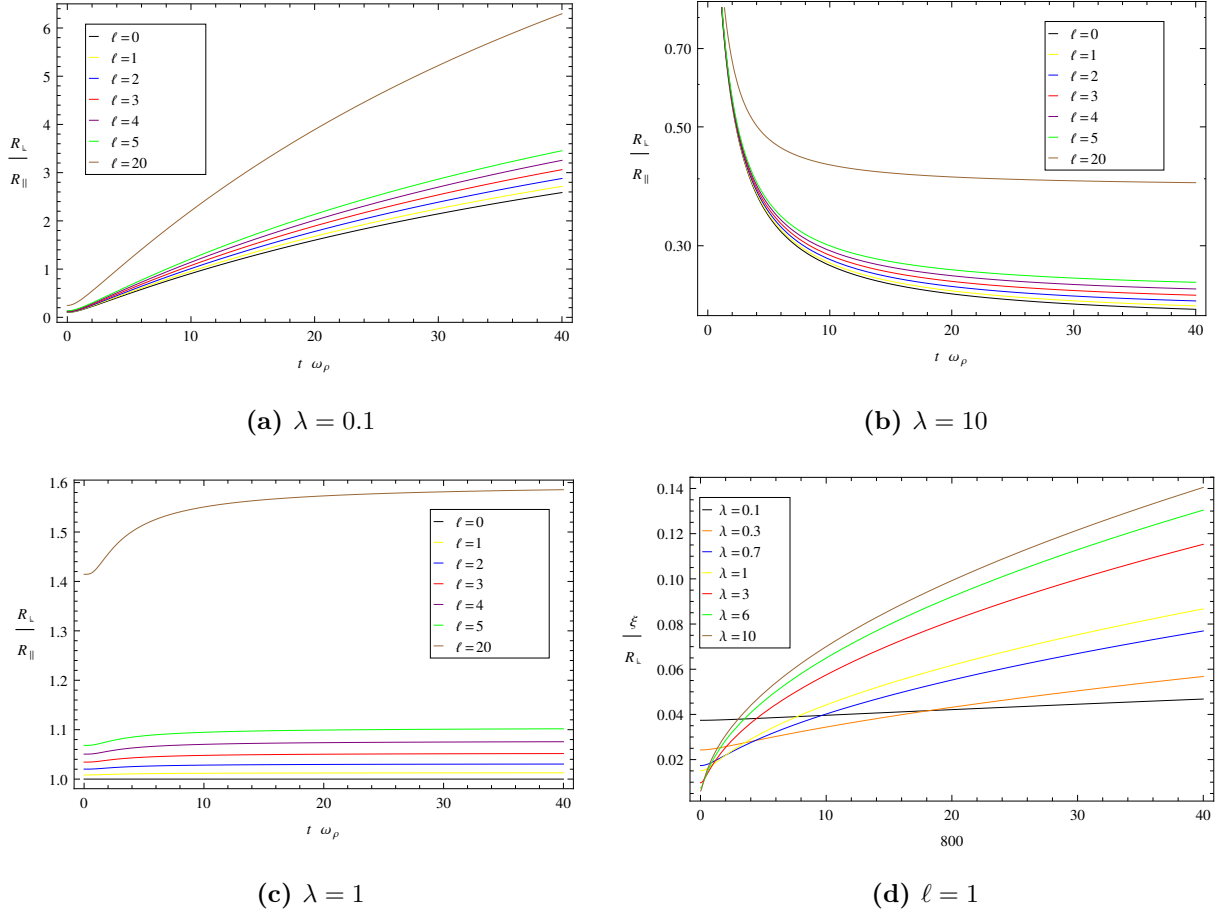 6
5
4
3
2
1
0
R⊾
R||
ℓ = 0
ℓ = 1
ℓ = 2
ℓ = 3
ℓ = 4
ℓ = 5
ℓ = 20
0 10 20 30 40
t ωρ
(a) λ = 0.1
0.70
0.50
0.30
R⊾
R||
ℓ = 0
ℓ = 1
ℓ = 2
ℓ = 3
ℓ = 4
ℓ = 5
ℓ = 20
0 10 20 30 40
t ωρ
(b) λ = 10
1.6
1.5
1.4
1.3
1.2
1.1
1.0
R⊾
R||
ℓ = 0
ℓ = 1
ℓ = 2
ℓ = 3
ℓ = 4
ℓ = 5
ℓ = 20
0 10 20 30 40
t ωρ
(c) λ = 1
0.14
0.12
0.10
0.08
0.06
0.04
0.02
ξ
R⊾
λ = 0.1
λ = 0.3
λ = 0.7
λ = 1
λ = 3
λ = 6
λ = 10
0 10 20 30 40
800
(d) ℓ = 1